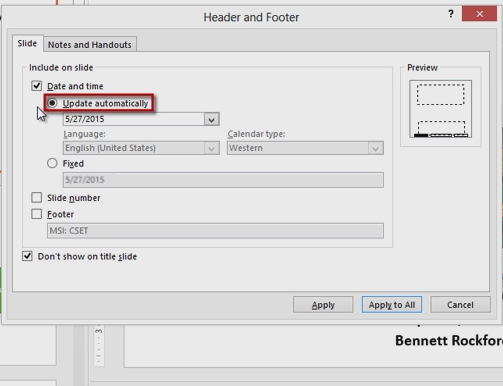 Header and Footer
?
Slide
Notes and Handouts
Include on slide
Preview
Date and time
Update automatically
5/27/2015
Language:
Calendar type:
English (United States)
Western
Fixed
5/27/2015
Slide number
Footer
MSI: CSET
Don't show on title slide
Apply
Apply to All
Cancel
Bennett Rockfor